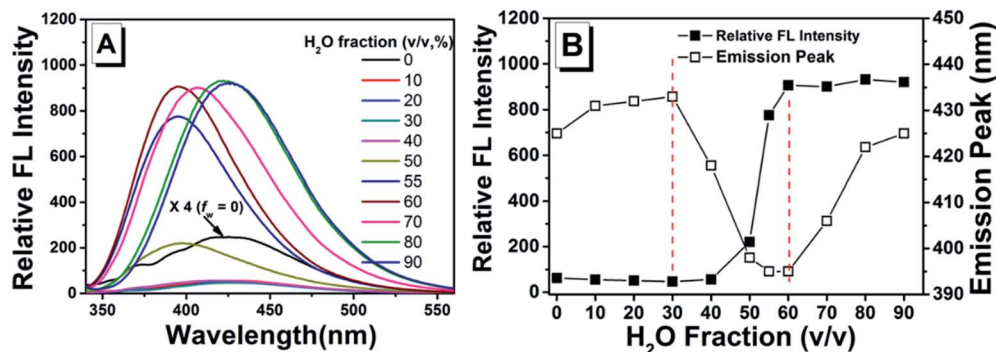 A
H2O fraction (v/v,%)
0
10
20
30
40
50
55
60
70
80
90
X 4 (fw = 0)
Relative FL Intensity
1200
1000
800
600
400
200
0
350 400 450 500 550
Wavelength(nm)
B
Relative FL Intensity
Emission Peak
Relative FL Intensity
1200
1000
800
600
400
200
0
450
440
430
420
410
400
390
Emission Peak (nm)
0 10 20 30 40 50 60 70 80 90
H2O Fraction (v/v)